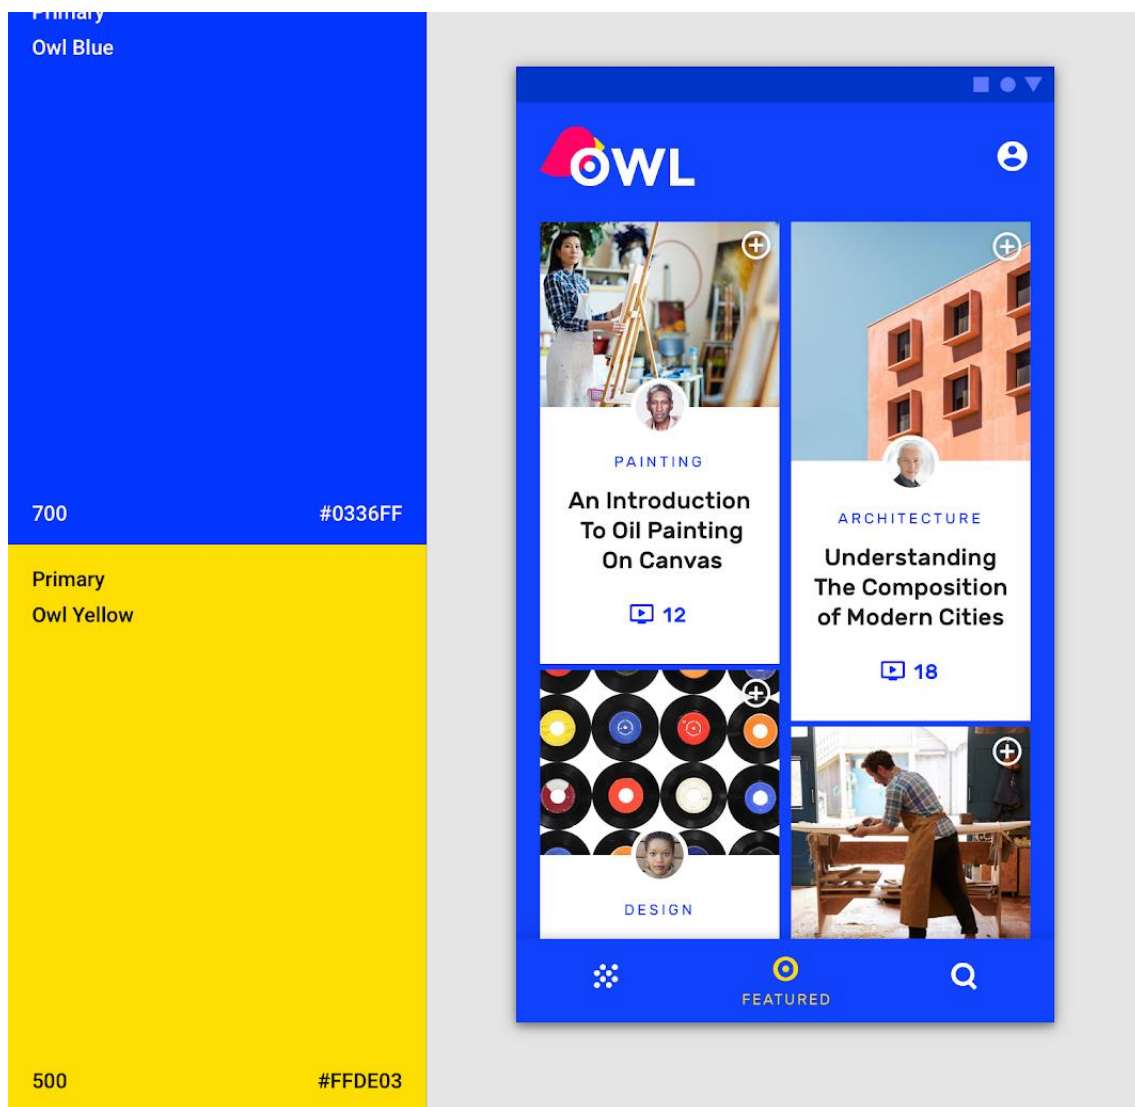 Primary
Owl Blue
700 #0336FF
Primary
Owl Yellow
500 #FFDE03
OWL
PAINTING
An Introduction
To Oil Painting
On Canvas
12
ARCHITECTURE
Understanding
The Composition
of Modern Cities
18
DESIGN
FEATURED